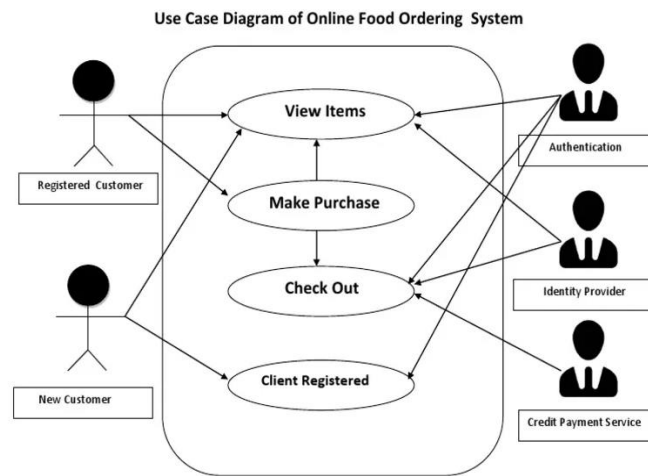 Use Case Diagram of Online Food Ordering System
View Items
Authentication
Registered Customer
Make Purchase
Check Out
Identity Provider
Client Registered
New Customer
Credit Payment Service